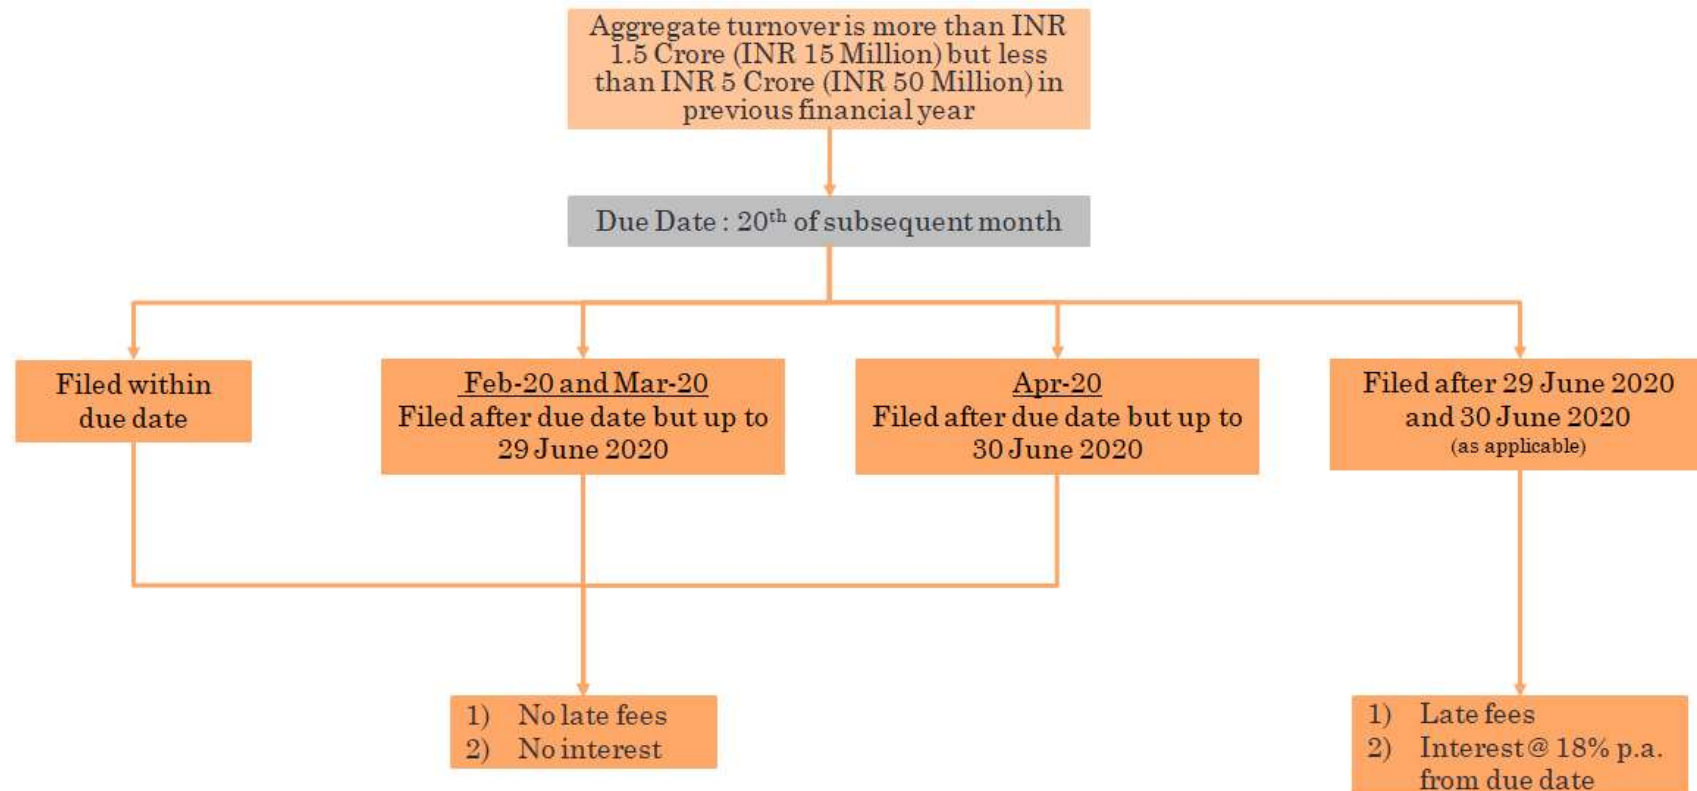 Aggregate turnover is more than INR
1.5 Crore (INR 15 Million) but less
than INR 5 Crore (INR 50 Million) in
previous financial year
Due Date : 20th of subsequent month
Filed within
due date
Feb-20 and Mar-20
Filed after due date but up to
29 June 2020
Apr-20
Filed after due date but up to
30 June 2020
Filed after 29 June 2020
and 30 June 2020
(as applicable)
1) No late fees
2) No interest
1) Late fees
2) Interest @ 18% p.a.
from due date